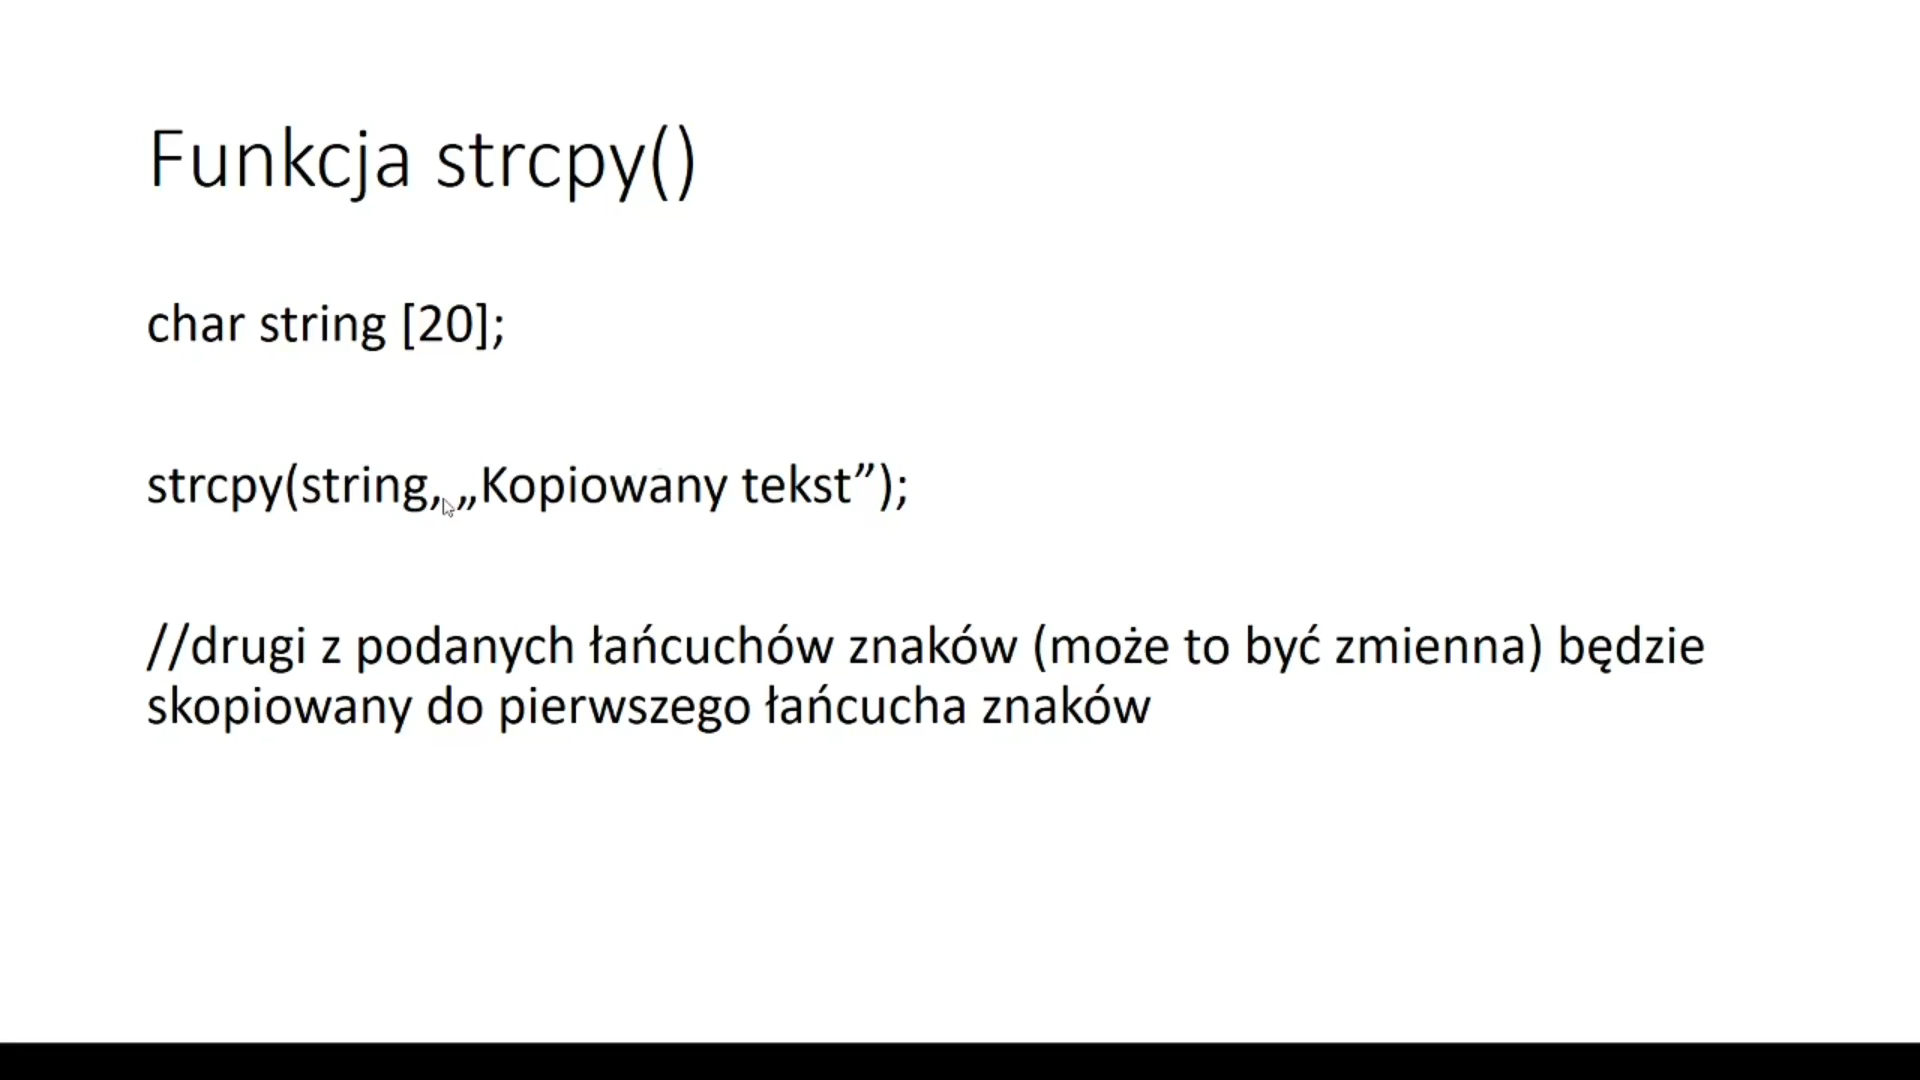 Funkcja strcpy()
char string [20];
strcpy(string, „Kopiowany tekst”);
//drugi z podanych łańcuchów znaków (może to być zmienna) będzie
skopiowany do pierwszego łańcucha znaków